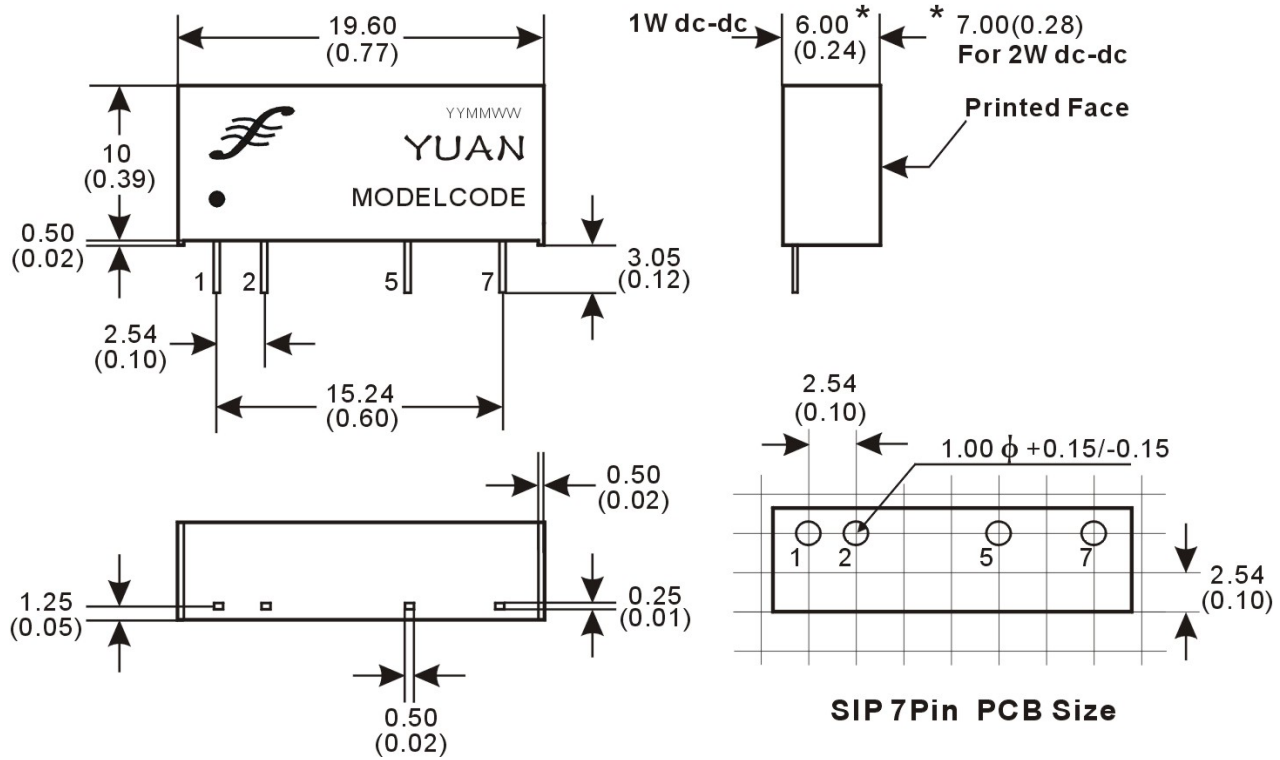 19.60
(0.77)
1W dc-dc
6.00 *
(0.24)
* 7.00(0.28)
For 2W dc-dc
Printed Face
YYMMWW
YUAN
MODELCODE
10
(0.39)
0.50
(0.02)
3.05
(0.12)
1 2 5 7
2.54
(0.10)
15.24
(0.60)
2.54
(0.10)
1.00 ϕ +0.15/-0.15
0.50
(0.02)
1 2 5 7
2.54
(0.10)
1.25
(0.05)
0.25
(0.01)
0.50
(0.02)
SIP 7Pin PCB Size